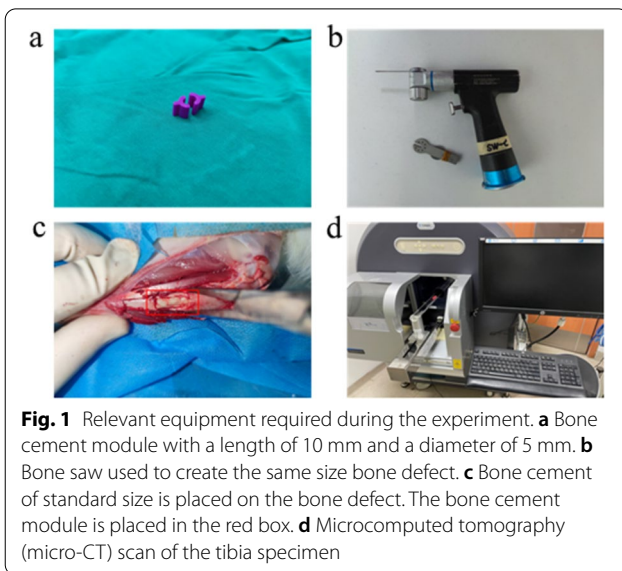 a
b
c
d
Fig. 1 Relevant equipment required during the experiment. a Bone
cement module with a length of 10 mm and a diameter of 5 mm. b
Bone saw used to create the same size bone defect. c Bone cement
of standard size is placed on the bone defect. The bone cement
module is placed in the red box. d Microcomputed tomography
(micro-CT) scan of the tibia specimen